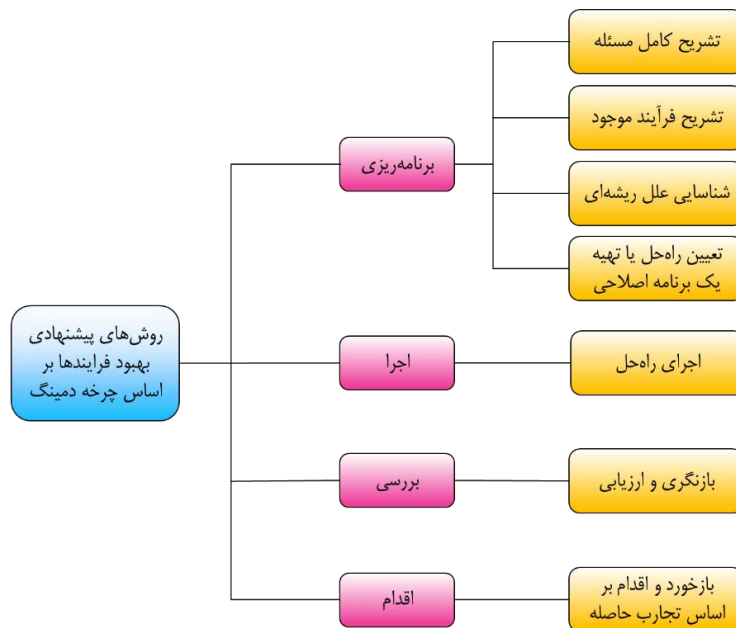 روش‌های پیشنهادی
بهبود فرایندها بر
اساس چرخه دمینگ
برنامه‌ریزی
تشریح کامل مسئله
تشریح فرآیند موجود
شناسایی علل ریشه‌ای
تعیین راه‌حل یا تهیه
یک برنامه اصلاحی
اجرا
اجرای راه‌حل
بررسی
بازنگری و ارزیابی
اقدام
بازخورد و اقدام بر
اساس تجارب حاصله